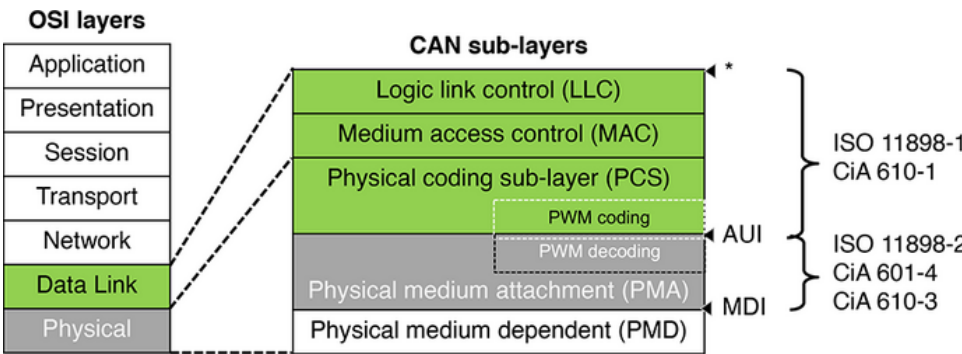 OSI layers
Application
Presentation
Session
Transport
Network
Data Link
Physical
CAN sub-layers
Logic link control (LLC)
Medium access control (MAC)
Physical coding sub-layer (PCS)
PWM coding
PWM decoding
Physical medium attachment (PMA)
Physical medium dependent (PMD)
*
AUI
MDI
ISO 11898-1
CiA 610-1
ISO 11898-2
CiA 601-4
CiA 610-3